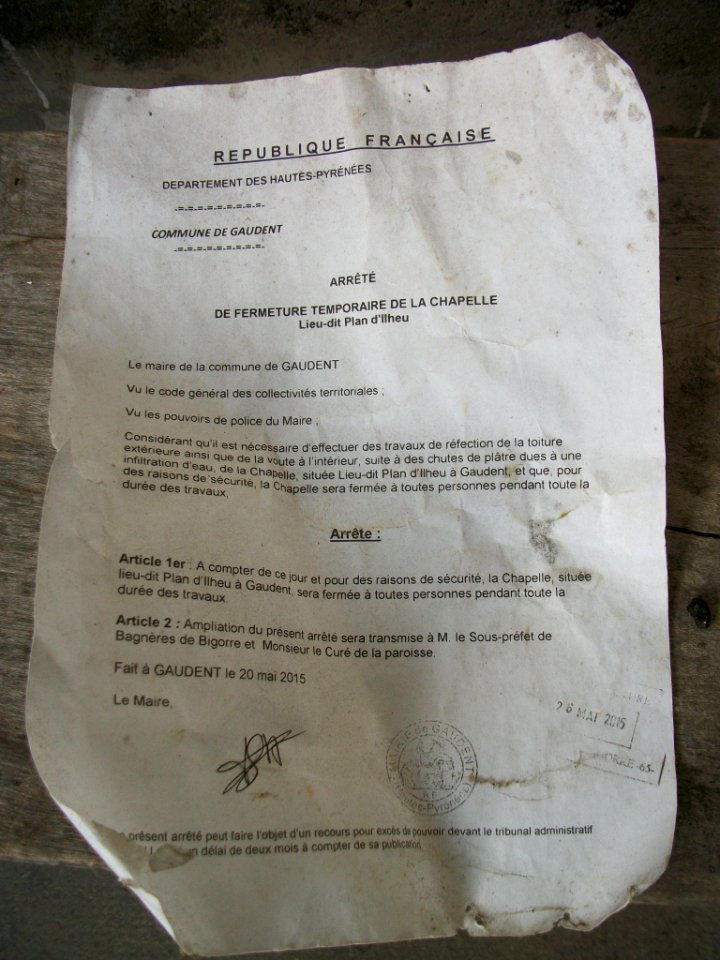 REPUBLIQUE FRANÇAISE
DEPARTEMENT DES HAUTES-PYRÉNÉES
-=-=-=-=-=-=-=-=-=-
COMMUNE DE GAUDENT
-=-=-=-=-=-=-=-=-=-
ARRÊTÉ
DE FERMETURE TEMPORAIRE DE LA CHAPELLE
Lieu-dit Plan d'Ilheu
Le maire de la commune de GAUDENT
Vu le code général des collectivités territoriales ;
Vu les pouvoirs de police du Maire ;
Considérant qu'il est nécessaire d'effectuer des travaux de réfection de la toiture
extérieure ainsi que de la voute à l'intérieur, suite à des chutes de plâtre dues à une
infiltration d'eau, de la Chapelle, située Lieu-dit Plan d'Ilheu à Gaudent, et que, pour
des raisons de sécurité, la Chapelle sera fermée à toutes personnes pendant toute la
durée des travaux,
Arrête :
Article 1er : A compter de ce jour et pour des raisons de sécurité, la Chapelle, située
lieu-dit Plan d'Ilheu à Gaudent, sera fermée à toutes personnes pendant toute la
durée des travaux.
Article 2 : Ampliation du présent arrêté sera transmise à M. le Sous-préfet de
Bagnères de Bigorre et Monsieur le Curé de la paroisse.
Fait à GAUDENT le 20 mai 2015
Le Maire,
26 MAI 2015
-65-
MAIRIE de GAUDENT
R.F.
(Hautes-Pyrénées)
présent arrêté peut faire l'objet d'un recours pour excès de pouvoir devant le tribunal administratif
un délai de deux mois à compter de sa publication